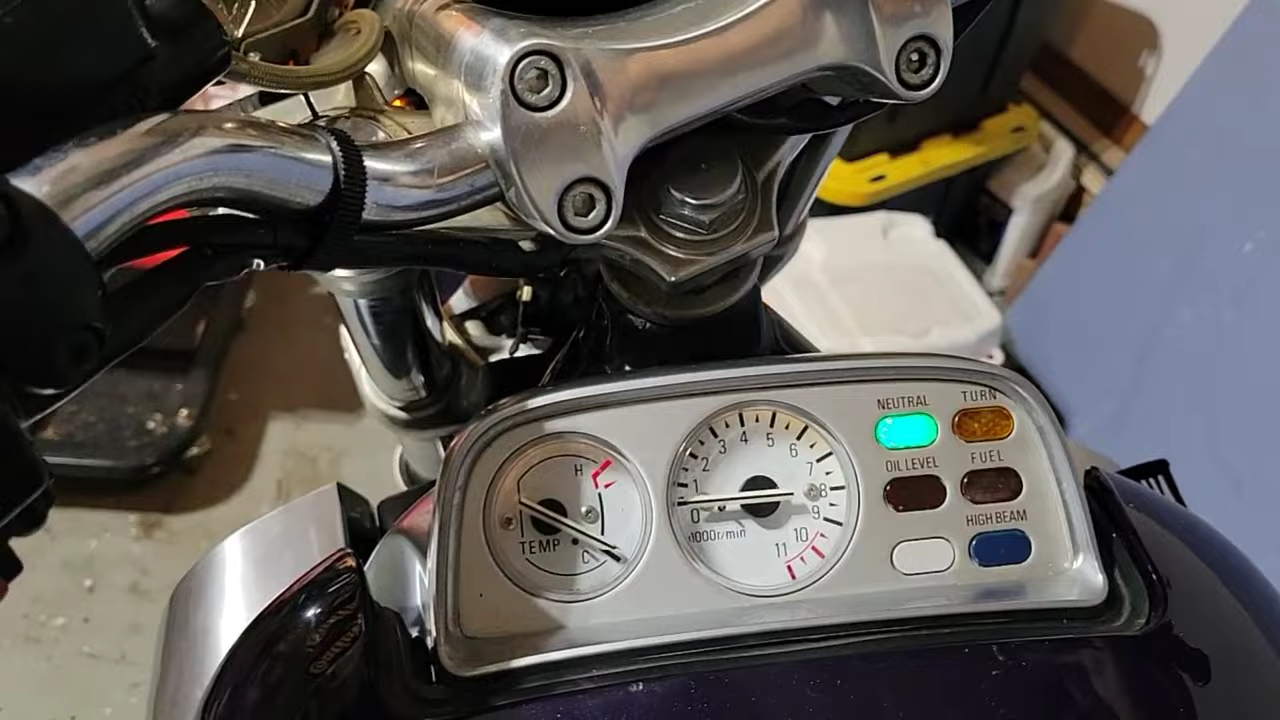 H
TEMP
C
0 1 2 3 4 5 6 7 8 9 10 11
x1000r/min
NEUTRAL TURN
OIL LEVEL FUEL
HIGH BEAM